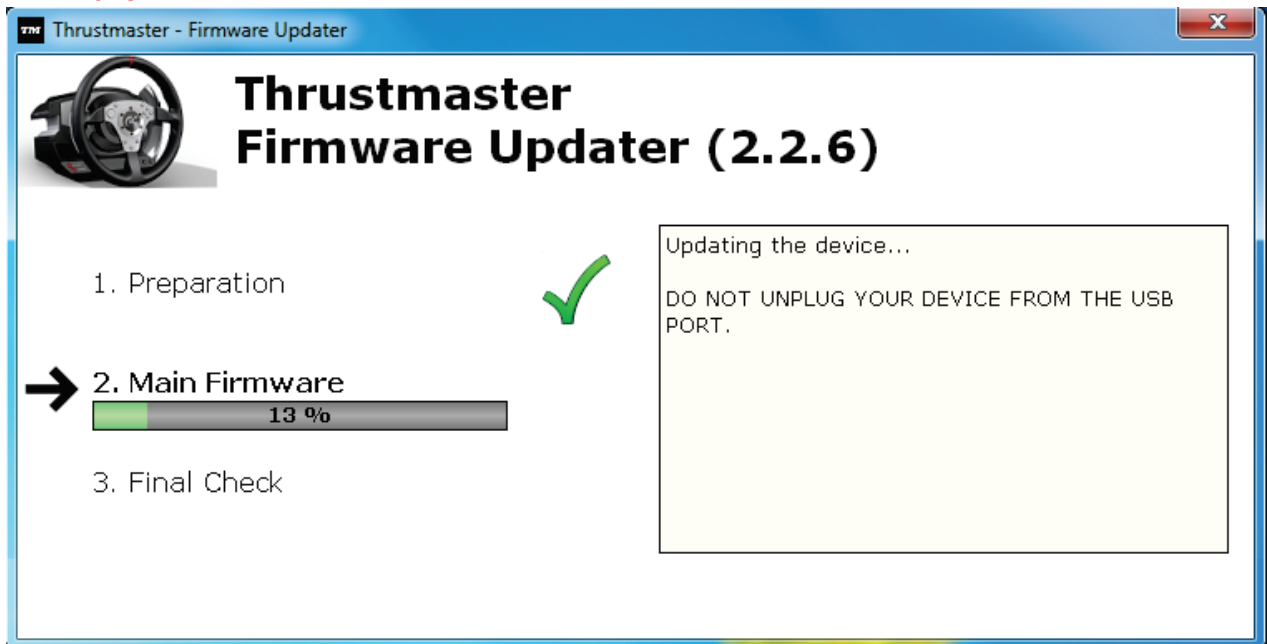 TM Thrustmaster - Firmware Updater
X
Thrustmaster
Firmware Updater (2.2.6)
1. Preparation
2. Main Firmware
13 %
3. Final Check
Updating the device...
DO NOT UNPLUG YOUR DEVICE FROM THE USB
PORT.